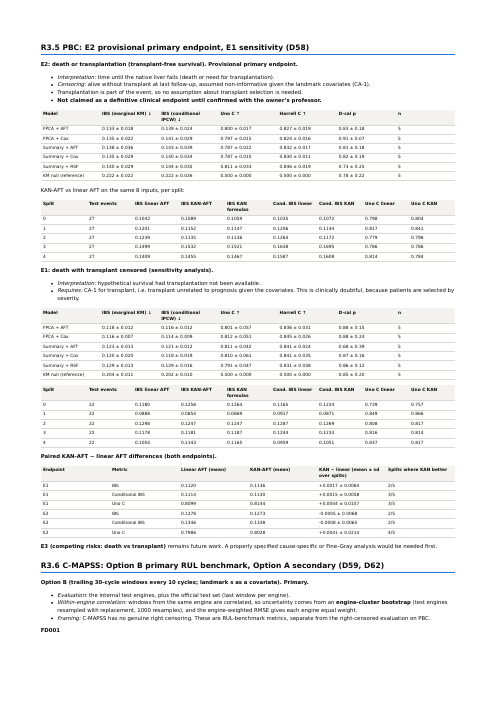 R3.5 PBC: E2 provisional primary endpoint, E1 sensitivity (D58)
E2: death or transplantation (transplant-free survival). Provisional primary endpoint.
• Interpretation: time until the native liver fails (death or need for transplantation).
• Censoring: alive without transplant at last follow-up, assumed non-informative given the landmark covariates (CA-1).
• Transplantation is part of the event, so no assumption about transplant selection is needed.
• Not claimed as a definitive clinical endpoint until confirmed with the owner's professor.
Model IBS (marginal KM) ↓ IBS (conditional IPCW) ↓ Uno C ↑ Harrell C ↑ D-cal p n
FPCA + AFT 0.133 ± 0.018 0.139 ± 0.024 0.800 ± 0.017 0.827 ± 0.019 0.83 ± 0.18 5
FPCA + Cox 0.135 ± 0.022 0.141 ± 0.029 0.797 ± 0.015 0.824 ± 0.020 0.91 ± 0.07 5
Summary + AFT 0.138 ± 0.036 0.143 ± 0.039 0.787 ± 0.022 0.832 ± 0.017 0.81 ± 0.18 5
Summary + Cox 0.135 ± 0.029 0.140 ± 0.034 0.787 ± 0.010 0.830 ± 0.011 0.82 ± 0.19 5
Summary + RSF 0.140 ± 0.029 0.144 ± 0.035 0.811 ± 0.033 0.846 ± 0.019 0.73 ± 0.25 5
KM null (reference) 0.222 ± 0.022 0.222 ± 0.026 0.500 ± 0.000 0.500 ± 0.000 0.78 ± 0.22 5
KAN-AFT vs linear AFT on the same 8 inputs, per split:
Split Test events IBS linear AFT IBS KAN-AFT IBS KAN formulas Cond. IBS linear Cond. IBS KAN Uno C linear Uno C KAN
0 27 0.1042 0.1089 0.1059 0.1035 0.1072 0.798 0.804
1 27 0.1201 0.1152 0.1147 0.1206 0.1143 0.817 0.841
2 27 0.1239 0.1135 0.1136 0.1264 0.1172 0.779 0.798
3 27 0.1499 0.1532 0.1521 0.1638 0.1695 0.786 0.786
4 27 0.1409 0.1455 0.1467 0.1587 0.1608 0.814 0.784
E1: death with transplant censored (sensitivity analysis).
• Interpretation: hypothetical survival had transplantation not been available.
• Requires: CA-1 for transplant, i.e. transplant unrelated to prognosis given the covariates. This is clinically doubtful, because patients are selected by
severity.
Model IBS (marginal KM) ↓ IBS (conditional IPCW) ↓ Uno C ↑ Harrell C ↑ D-cal p n
FPCA + AFT 0.118 ± 0.012 0.116 ± 0.012 0.801 ± 0.057 0.836 ± 0.031 0.88 ± 0.15 5
FPCA + Cox 0.116 ± 0.007 0.114 ± 0.009 0.812 ± 0.051 0.845 ± 0.026 0.88 ± 0.24 5
Summary + AFT 0.123 ± 0.013 0.121 ± 0.012 0.811 ± 0.042 0.841 ± 0.024 0.68 ± 0.39 5
Summary + Cox 0.120 ± 0.020 0.118 ± 0.019 0.810 ± 0.061 0.841 ± 0.035 0.87 ± 0.16 5
Summary + RSF 0.129 ± 0.013 0.129 ± 0.016 0.791 ± 0.047 0.831 ± 0.038 0.86 ± 0.12 5
KM null (reference) 0.204 ± 0.011 0.202 ± 0.010 0.500 ± 0.000 0.500 ± 0.000 0.85 ± 0.20 5
Split Test events IBS linear AFT IBS KAN-AFT IBS KAN formulas Cond. IBS linear Cond. IBS KAN Uno C linear Uno C KAN
0 22 0.1180 0.1258 0.1264 0.1165 0.1224 0.739 0.757
1 22 0.0888 0.0854 0.0869 0.0917 0.0871 0.849 0.866
2 22 0.1298 0.1247 0.1247 0.1287 0.1269 0.808 0.817
3 22 0.1178 0.1181 0.1187 0.1244 0.1233 0.816 0.814
4 22 0.1054 0.1143 0.1165 0.0959 0.1051 0.837 0.817
Paired KAN-AFT − linear AFT differences (both endpoints).
Endpoint Metric Linear AFT (mean) KAN-AFT (mean) KAN − linear (mean ± sd over splits) Splits where KAN better
E1 IBS 0.1120 0.1136 +0.0017 ± 0.0064 2/5
E1 Conditional IBS 0.1114 0.1130 +0.0015 ± 0.0058 3/5
E1 Uno C 0.8099 0.8144 +0.0044 ± 0.0157 3/5
E2 IBS 0.1278 0.1273 -0.0005 ± 0.0068 2/5
E2 Conditional IBS 0.1346 0.1338 -0.0008 ± 0.0065 2/5
E2 Uno C 0.7986 0.8028 +0.0041 ± 0.0214 4/5
E3 (competing risks: death vs transplant) remains future work. A properly specified cause-specific or Fine-Gray analysis would be needed first.
R3.6 C-MAPSS: Option B primary RUL benchmark, Option A secondary (D59, D62)
Option B (trailing 30-cycle windows every 10 cycles; landmark s as a covariate). Primary.
• Evaluation: the internal test engines, plus the official test set (last window per engine).
• Within-engine correlation: windows from the same engine are correlated, so uncertainty comes from an engine-cluster bootstrap (test engines
resampled with replacement, 1000 resamples), and the engine-weighted RMSE gives each engine equal weight.
• Framing: C-MAPSS has no genuine right censoring. These are RUL-benchmark metrics, separate from the right-censored evaluation on PBC.
FD001